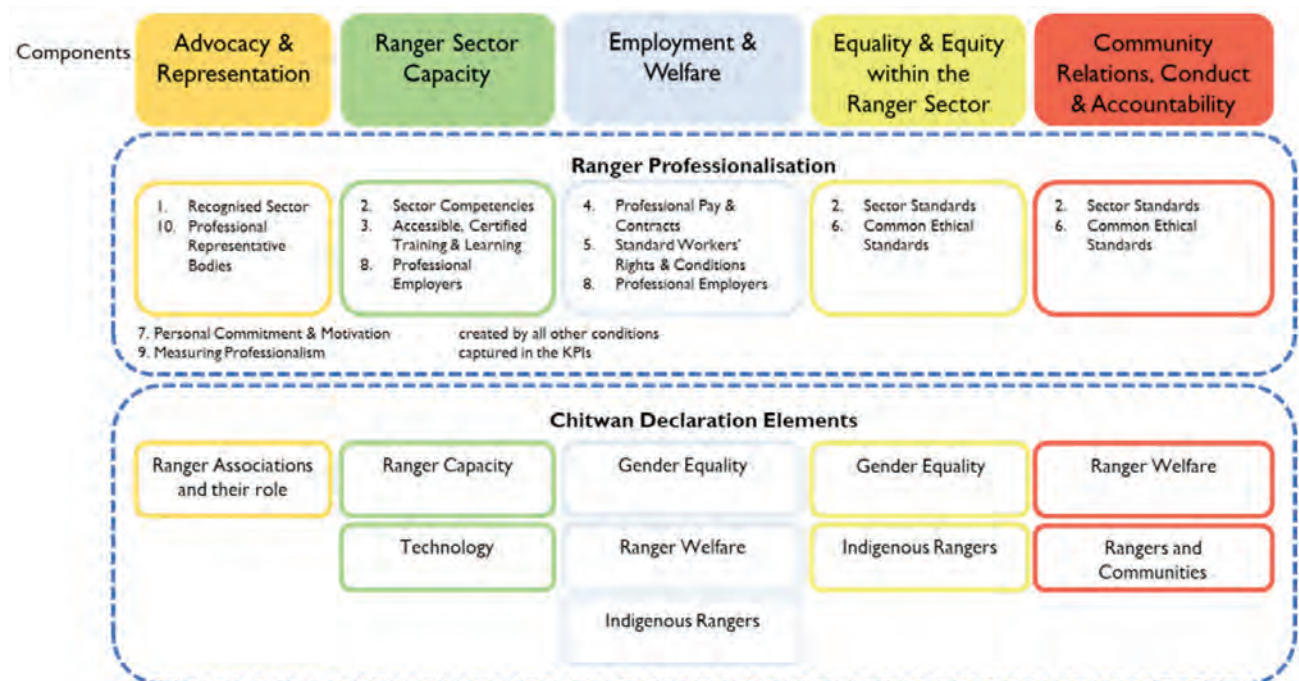 Components
Advocacy &
Representation
Ranger Sector
Capacity
Employment &
Welfare
Equality & Equity
within the
Ranger Sector
Community
Relations, Conduct
& Accountability
Ranger Professionalisation
1. Recognised Sector
10. Professional
Representative
Bodies
2. Sector Competencies
3. Accessible, Certified
Training & Learning
8. Professional
Employers
4. Professional Pay &
Contracts
5. Standard Workers'
Rights & Conditions
8. Professional Employers
2. Sector Standards
6. Common Ethical
Standards
2. Sector Standards
6. Common Ethical
Standards
7. Personal Commitment & Motivation created by all other conditions
9. Measuring Professionalism captured in the KPIs
Chitwan Declaration Elements
Ranger Associations
and their role
Ranger Capacity
Gender Equality
Gender Equality
Ranger Welfare
Technology
Ranger Welfare
Indigenous Rangers
Rangers and
Communities
Indigenous Rangers